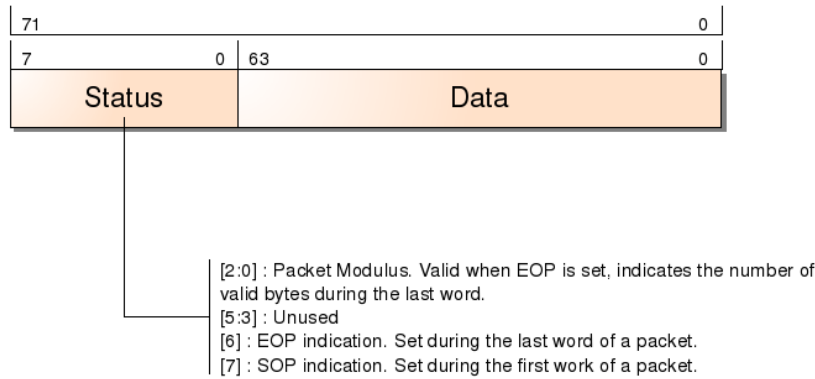 71 0
7 0 63 0
Status Data
[2:0] : Packet Modulus. Valid when EOP is set, indicates the number of
valid bytes during the last word.
[5:3] : Unused
[6] : EOP indication. Set during the last word of a packet.
[7] : SOP indication. Set during the first work of a packet.